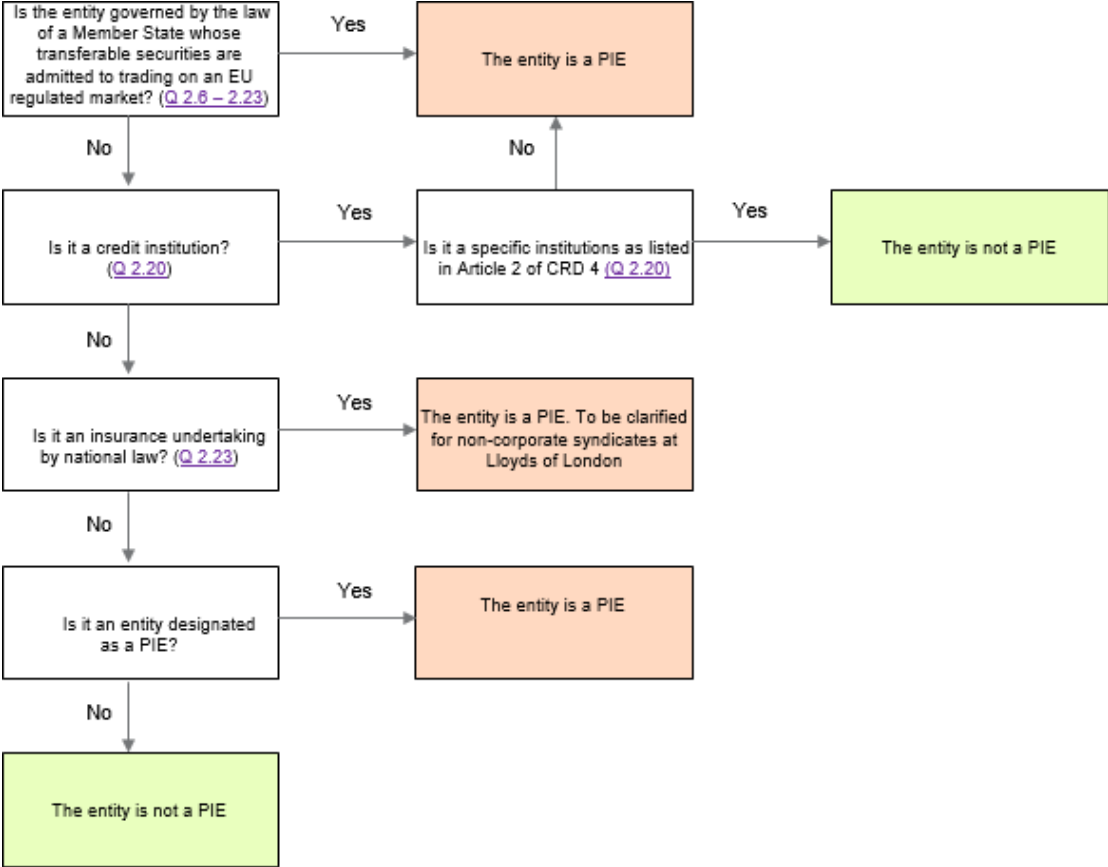 Is the entity governed by the law
of a Member State whose
transferable securities are
admitted to trading on an EU
regulated market? (Q 2.6 – 2.23)
Yes
The entity is a PIE
No
No
Is it a credit institution?
(Q 2.20)
Yes
Is it a specific institutions as listed
in Article 2 of CRD 4 (Q 2.20)
Yes
The entity is not a PIE
No
Is it an insurance undertaking
by national law? (Q 2.23)
Yes
The entity is a PIE. To be clarified
for non-corporate syndicates at
Lloyds of London
No
Is it an entity designated
as a PIE?
Yes
The entity is a PIE
No
The entity is not a PIE